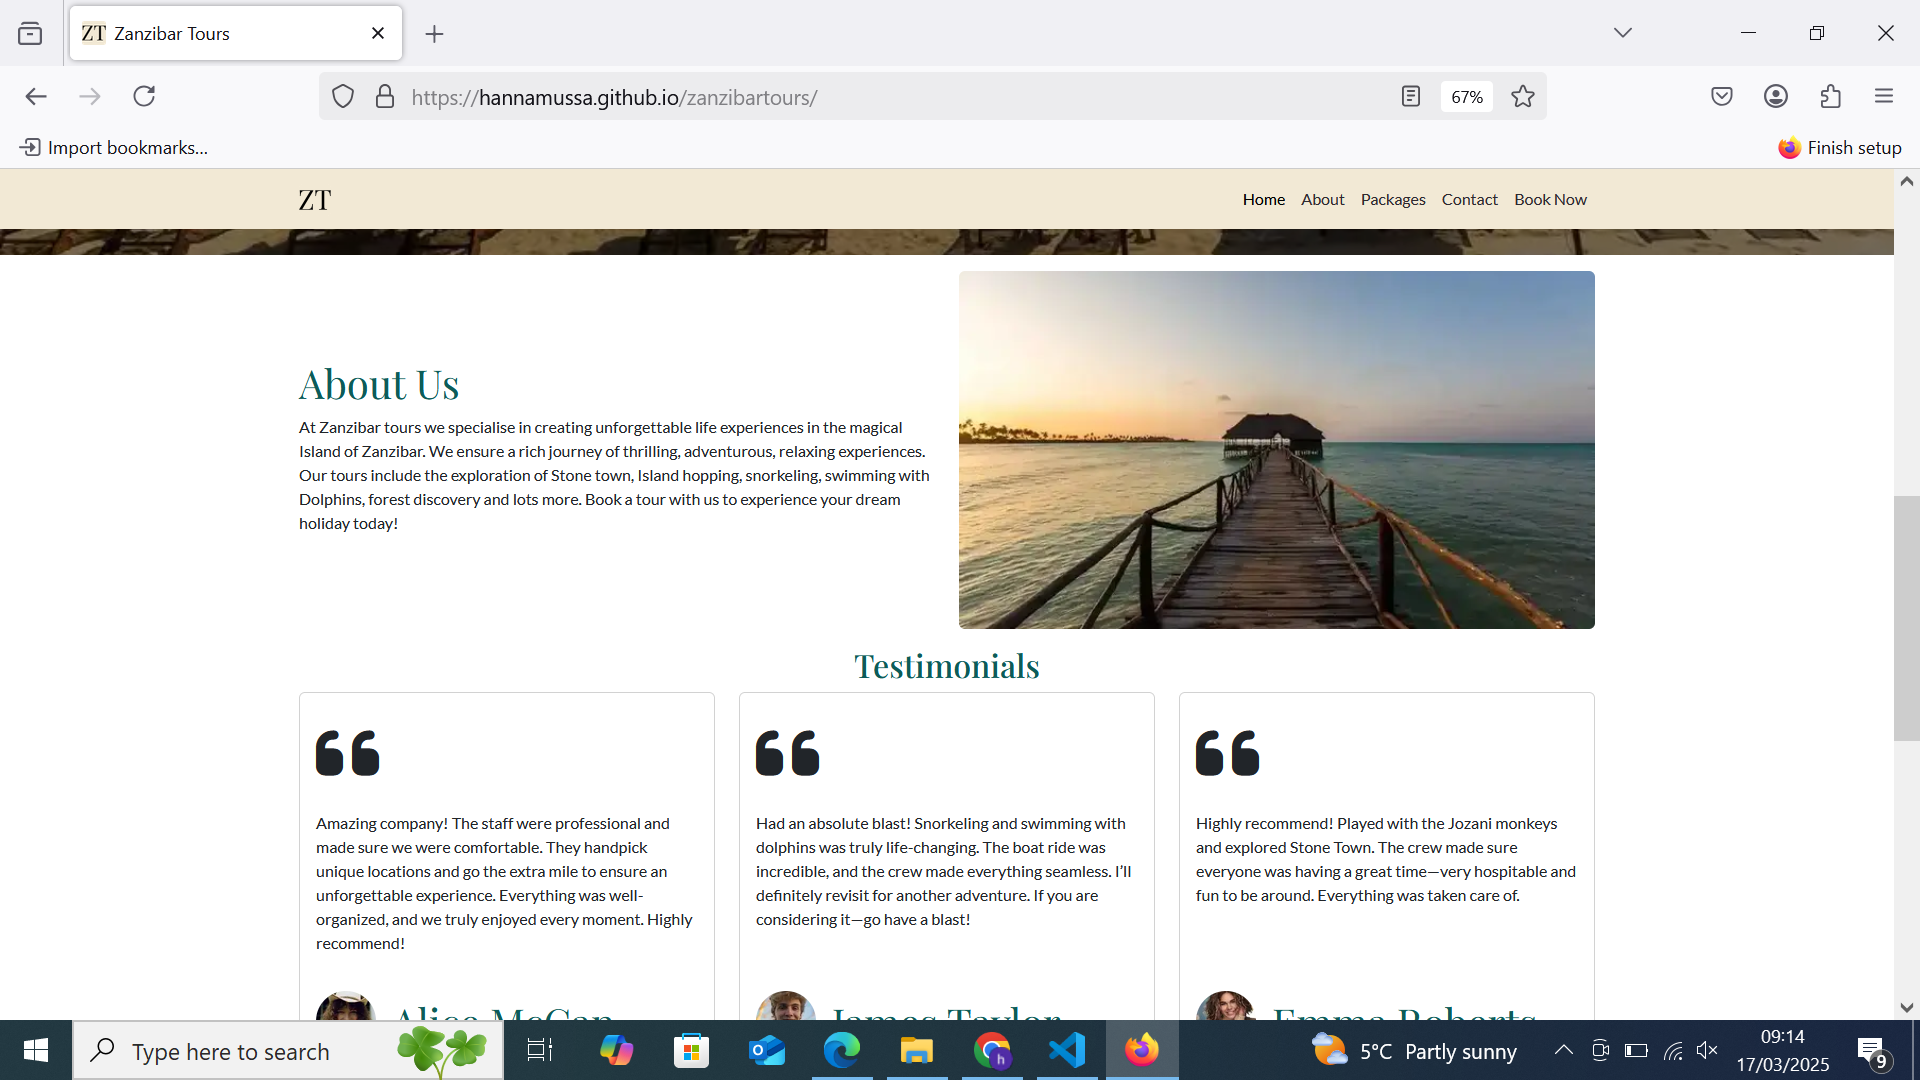 ZT Zanzibar Tours
https://hannamussa.github.io/zanzibartours/
67%
Import bookmarks...
Finish setup
ZT
Home About Packages Contact Book Now
About Us
At Zanzibar tours we specialise in creating unforgettable life experiences in the magical
Island of Zanzibar. We ensure a rich journey of thrilling, adventurous, relaxing experiences.
Our tours include the exploration of Stone town, Island hopping, snorkeling, swimming with
Dolphins, forest discovery and lots more. Book a tour with us to experience your dream
holiday today!
Testimonials
Amazing company! The staff were professional and
made sure we were comfortable. They handpick
unique locations and go the extra mile to ensure an
unforgettable experience. Everything was well-
organized, and we truly enjoyed every moment. Highly
recommend!
Alice McCan
Had an absolute blast! Snorkeling and swimming with
dolphins was truly life-changing. The boat ride was
incredible, and the crew made everything seamless. I’ll
definitely revisit for another adventure. If you are
considering it—go have a blast!
James Taylor
Highly recommend! Played with the Jozani monkeys
and explored Stone Town. The crew made sure
everyone was having a great time—very hospitable and
fun to be around. Everything was taken care of.
Emma Roberts
Type here to search
h
5°C Partly sunny
09:14
17/03/2025
9